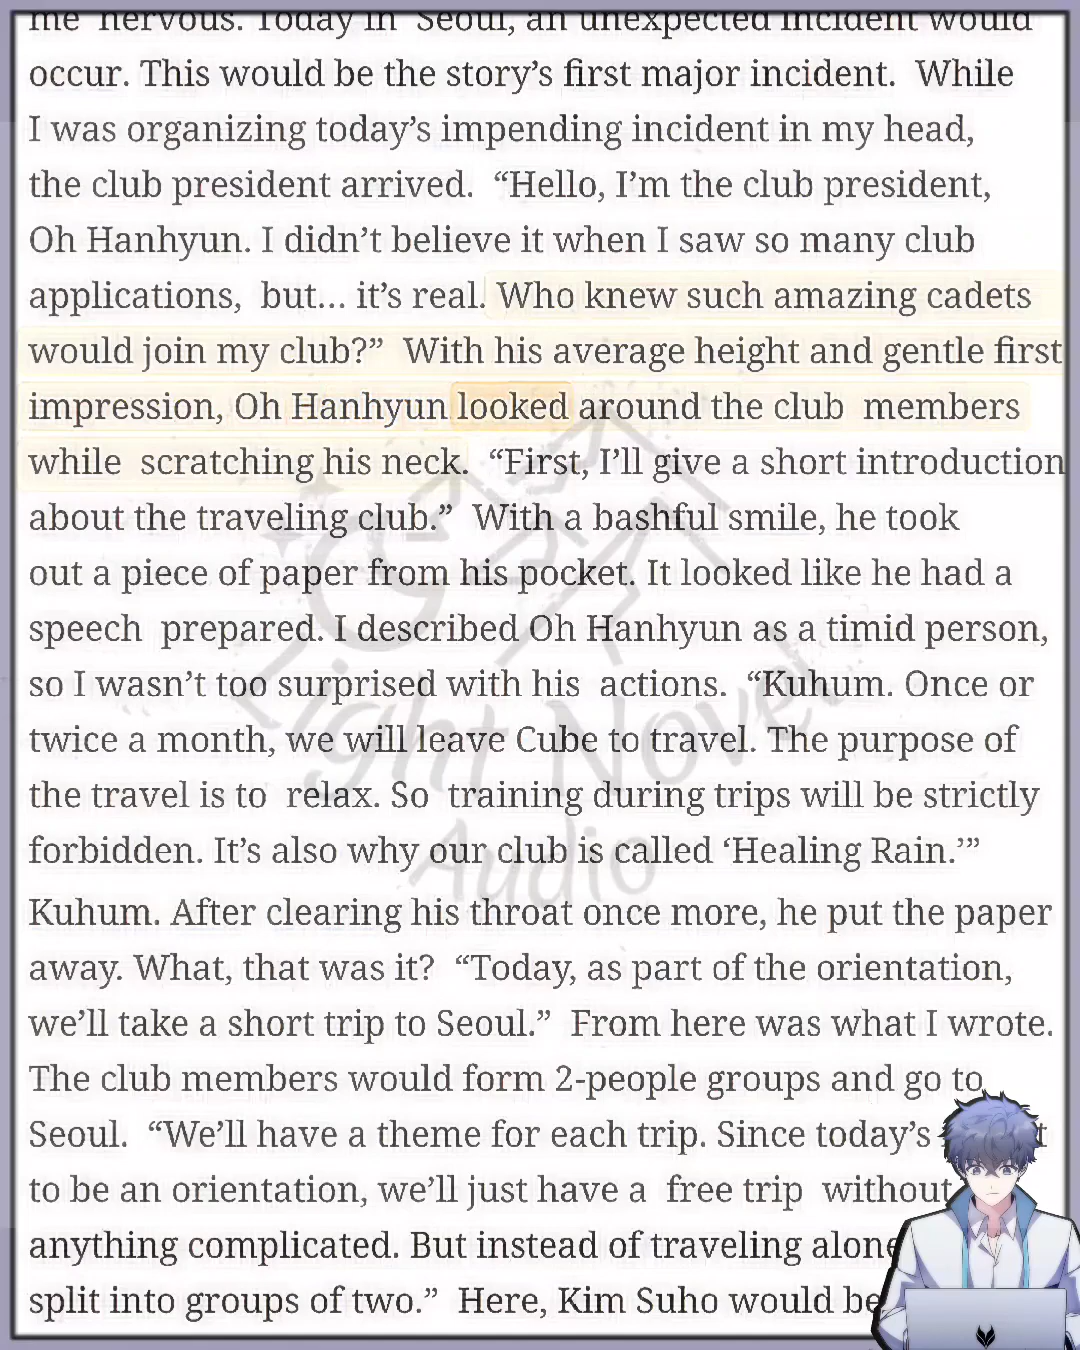 me nervous. Today in Seoul, an unexpected incident would
occur. This would be the story’s first major incident. While
I was organizing today’s impending incident in my head,
the club president arrived. “Hello, I’m the club president,
Oh Hanhyun. I didn’t believe it when I saw so many club
applications, but... it’s real. Who knew such amazing cadets
would join my club?” With his average height and gentle first
impression, Oh Hanhyun looked around the club members
while scratching his neck. “First, I’ll give a short introduction
about the traveling club.” With a bashful smile, he took
out a piece of paper from his pocket. It looked like he had a
speech prepared. I described Oh Hanhyun as a timid person,
so I wasn’t too surprised with his actions. “Kuhum. Once or
twice a month, we will leave Cube to travel. The purpose of
the travel is to relax. So training during trips will be strictly
forbidden. It’s also why our club is called ‘Healing Rain.’”
Kuhum. After clearing his throat once more, he put the paper
away. What, that was it? “Today, as part of the orientation,
we’ll take a short trip to Seoul.” From here was what I wrote.
The club members would form 2-people groups and go to
Seoul. “We’ll have a theme for each trip. Since today’s
to be an orientation, we’ll just have a free trip without
anything complicated. But instead of traveling alone
split into groups of two.” Here, Kim Suho would be
Light Novel
Audio